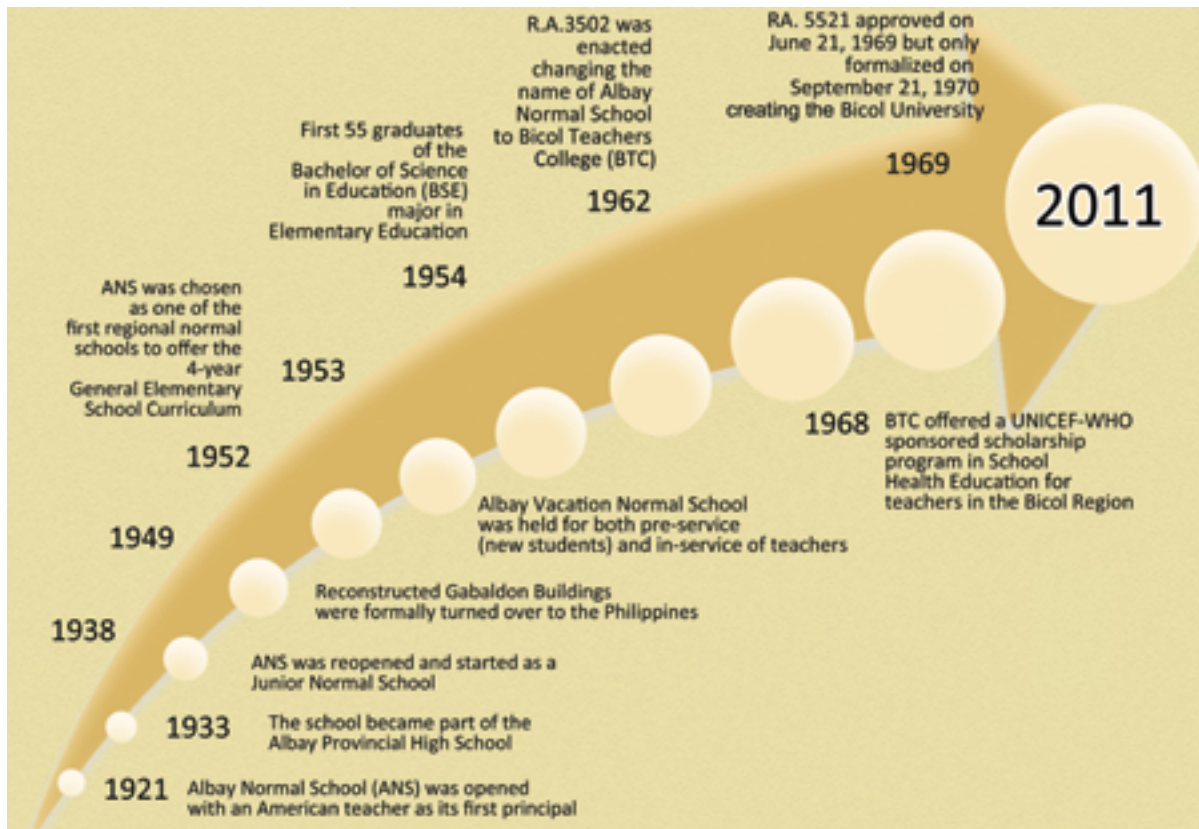 R.A.3502 was
enacted
changing the
name of Albay
Normal School
to Bicol Teachers
College (BTC)
1962
RA. 5521 approved on
June 21, 1969 but only
formalized on
September 21, 1970
creating the Bicol University
1969
2011
First 55 graduates
of the
Bachelor of Science
in Education (BSE)
major in
Elementary Education
1954
ANS was chosen
as one of the
first regional normal
schools to offer the
4-year
General Elementary
School Curriculum
1953
1952
1968
BTC offered a UNICEF-WHO
sponsored scholarship
program in School
Health Education for
teachers in the Bicol Region
Albay Vacation Normal School
was held for both pre-service
(new students) and in-service of teachers
1949
Reconstructed Gabaldon Buildings
were formally turned over to the Philippines
1938
ANS was reopened and started as a
Junior Normal School
1933
The school became part of the
Albay Provincial High School
1921
Albay Normal School (ANS) was opened
with an American teacher as its first principal